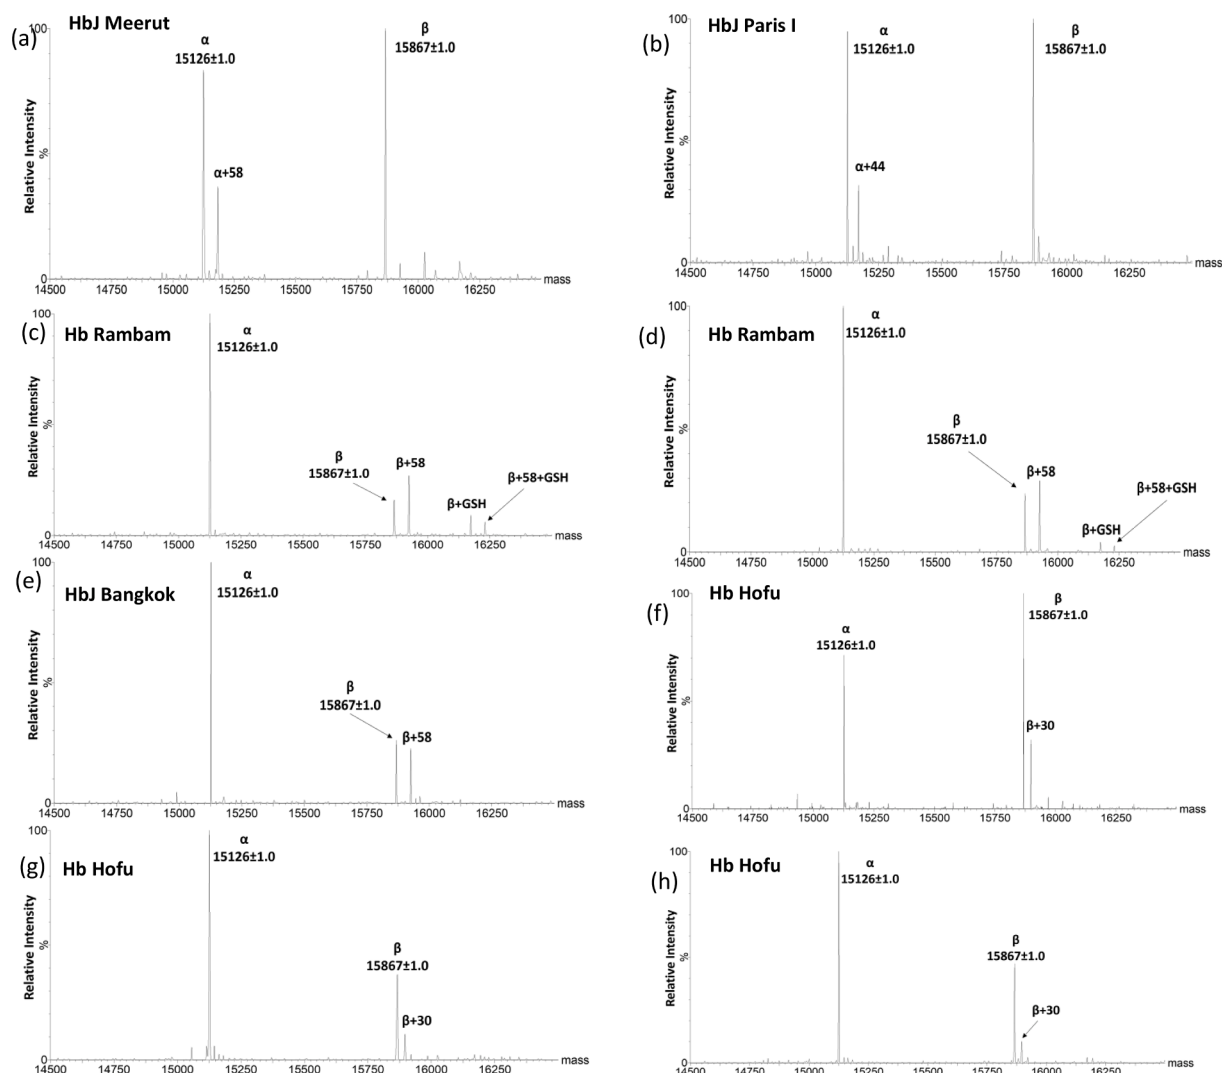 (a)
HbJ Meerut
100
α
15126±1.0
β
15867±1.0
α+58
Relative Intensity
%
0
14500 14750 15000 15250 15500 15750 16000 16250
mass
(b)
HbJ Paris I
100
α
15126±1.0
β
15867±1.0
α+44
Relative Intensity
%
0
14500 14750 15000 15250 15500 15750 16000 16250
mass
(c)
Hb Rambam
100
α
15126±1.0
β
15867±1.0
β+58
β+GSH
β+58+GSH
Relative Intensity
%
0
14500 14750 15000 15250 15500 15750 16000 16250
mass
(d)
Hb Rambam
100
α
15126±1.0
β
15867±1.0
β+58
β+GSH
β+58+GSH
Relative Intensity
%
0
14500 14750 15000 15250 15500 15750 16000 16250
mass
(e)
HbJ Bangkok
100
α
15126±1.0
β
15867±1.0
β+58
Relative Intensity
%
0
14500 14750 15000 15250 15500 15750 16000 16250
mass
(f)
Hb Hofu
100
α
15126±1.0
β
15867±1.0
β+30
Relative Intensity
%
0
14500 14750 15000 15250 15500 15750 16000 16250
mass
(g)
Hb Hofu
100
α
15126±1.0
β
15867±1.0
β+30
Relative Intensity
%
0
14500 14750 15000 15250 15500 15750 16000 16250
mass
(h)
Hb Hofu
100
α
15126±1.0
β
15867±1.0
β+30
Relative Intensity
%
0
14500 14750 15000 15250 15500 15750 16000 16250
mass